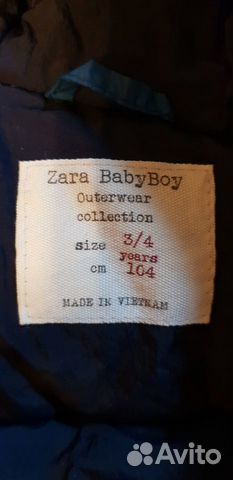 Zara BabyBoy
Outerwear
collection
size 3/4
years
cm 104
MADE IN VIETNAM
Avito